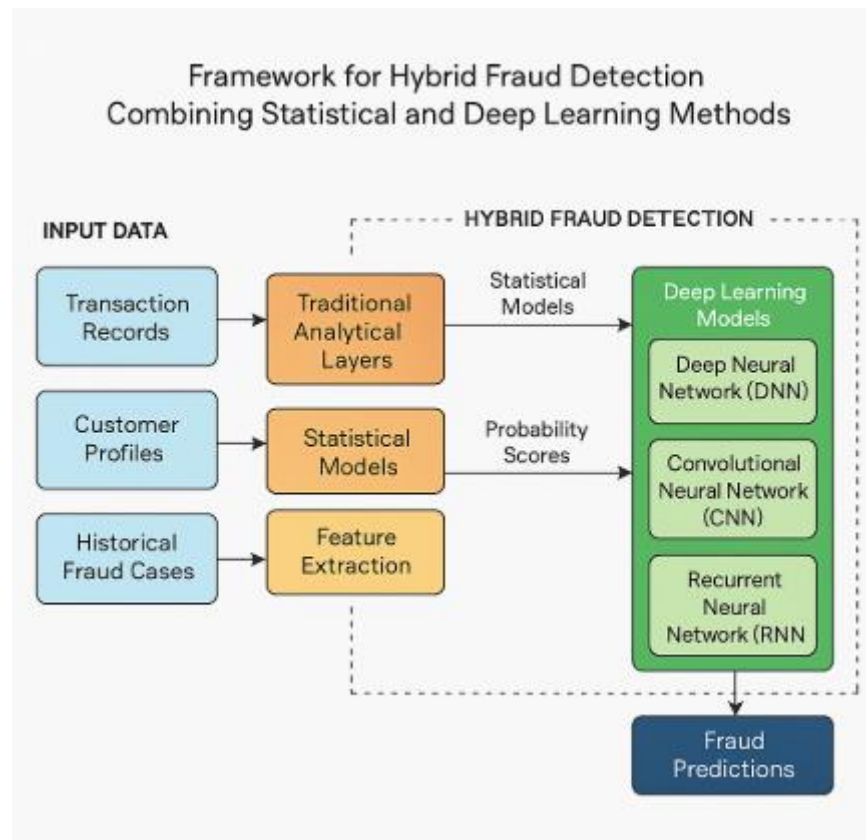 Framework for Hybrid Fraud Detection
Combining Statistical and Deep Learning Methods
INPUT DATA
HYBRID FRAUD DETECTION
Transaction
Records
Traditional
Analytical
Layers
Statistical
Models
Deep Learning
Models
Deep Neural
Network (DNN)
Customer
Profiles
Statistical
Models
Probability
Scores
Convolutional
Neural Network
(CNN)
Historical
Fraud Cases
Feature
Extraction
Recurrent
Neural
Network (RNN
Fraud
Predictions